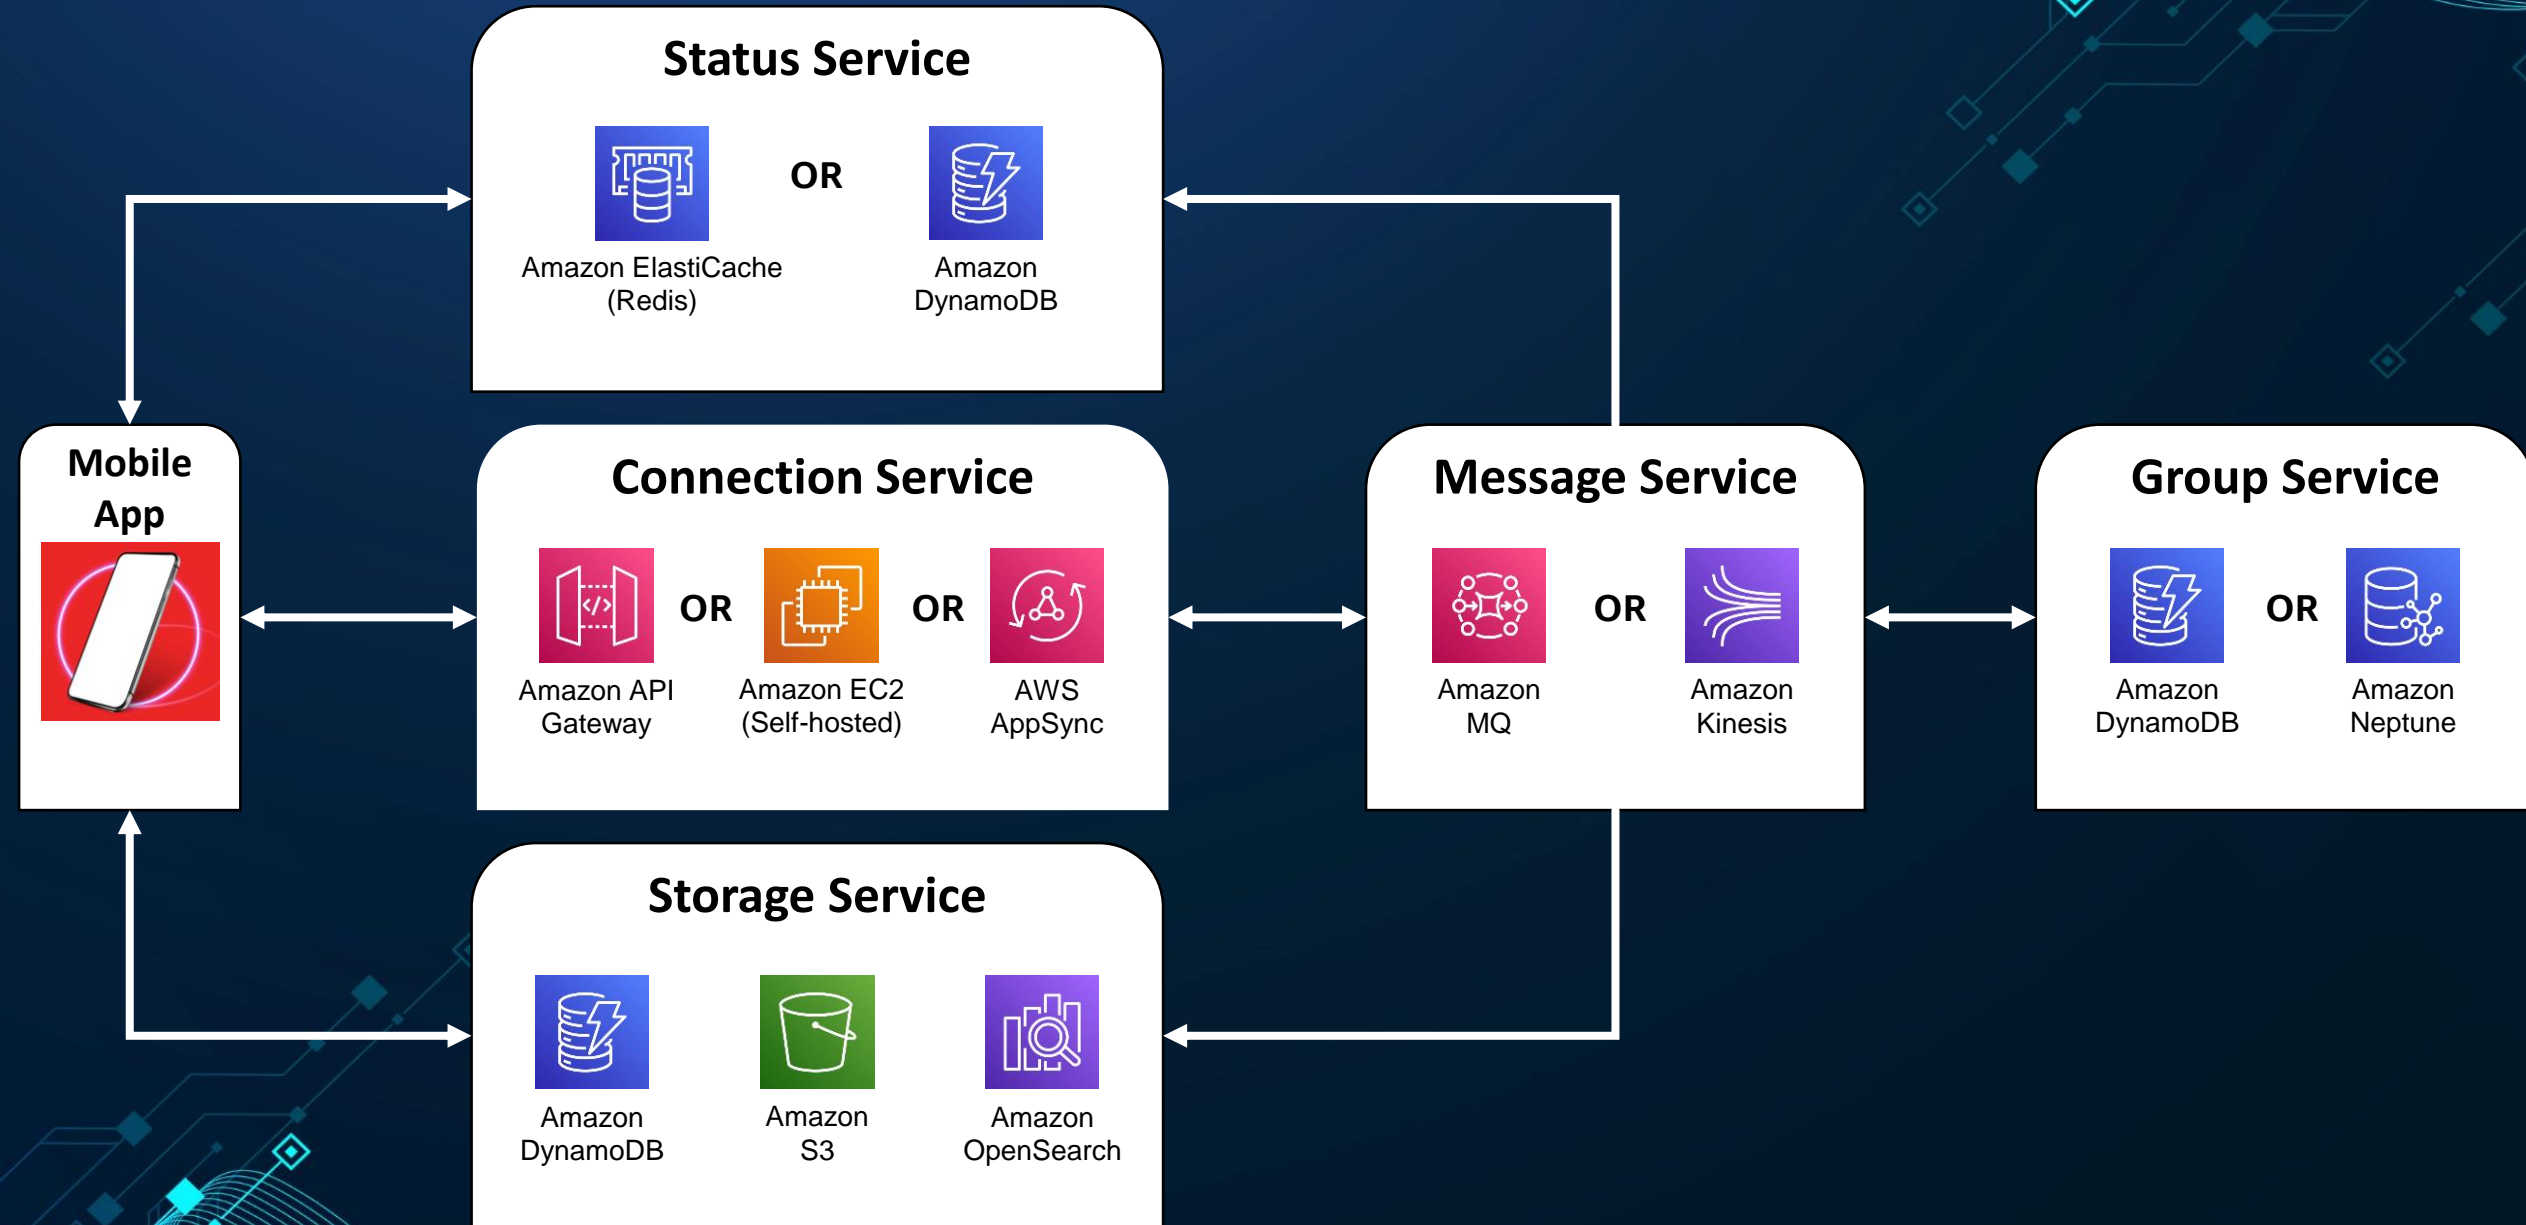 Status Service
OR
Amazon ElastiCache
(Redis)
Amazon
DynamoDB
Mobile
App
Connection Service
OR
OR
Amazon API
Gateway
Amazon EC2
(Self-hosted)
AWS
AppSync
Message Service
OR
Amazon
MQ
Amazon
Kinesis
Group Service
OR
Amazon
DynamoDB
Amazon
Neptune
Storage Service
Amazon
DynamoDB
Amazon
S3
Amazon
OpenSearch